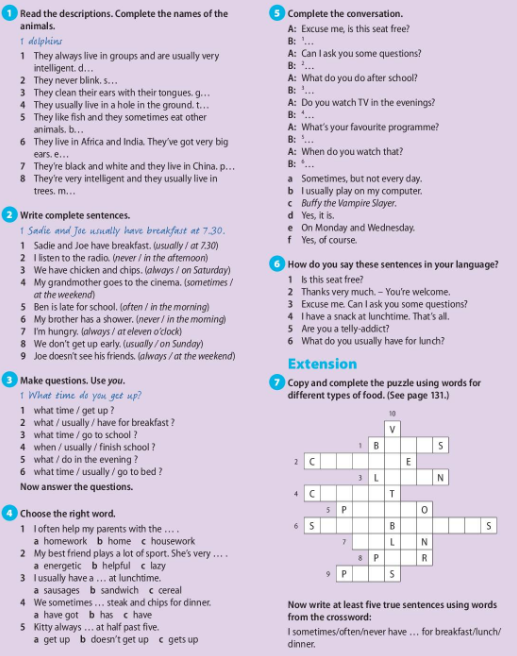 1 Read the descriptions. Complete the names of the
animals.
1 dolphins
1 They always live in groups and are usually very
intelligent. d...
2 They never blink. s...
3 They clean their ears with their tongues. g...
4 They usually live in a hole in the ground. t...
5 They like fish and they sometimes eat other
animals. b...
6 They live in Africa and India. They've got very big
ears. e...
7 They're black and white and they live in China. p...
8 They're very intelligent and they usually live in
trees. m...
2 Write complete sentences.
1 Sadie and Joe usually have breakfast at 7.30.
1 Sadie and Joe have breakfast. (usually / at 7.30)
2 I listen to the radio. (never / in the afternoon)
3 We have chicken and chips. (always / on Saturday)
4 My grandmother goes to the cinema. (sometimes /
at the weekend)
5 Ben is late for school. (often / in the morning)
6 My brother has a shower. (never / in the morning)
7 I'm hungry. (always / at eleven o'clock)
8 We don't get up early. (usually / on Sunday)
9 Joe doesn't see his friends. (always / at the weekend)
3 Make questions. Use you.
1 What time do you get up?
1 what time / get up ?
2 what / usually / have for breakfast ?
3 what time / go to school ?
4 when / usually / finish school ?
5 what / do in the evening ?
6 what time / usually / go to bed ?
Now answer the questions.
4 Choose the right word.
1 I often help my parents with the ... .
a homework b home c housework
2 My best friend plays a lot of sport. She's very ... .
a energetic b helpful c lazy
3 I usually have a ... at lunchtime.
a sausages b sandwich c cereal
4 We sometimes ... steak and chips for dinner.
a have got b has c have
5 Kitty always ... at half past five.
a get up b doesn't get up c gets up
5 Complete the conversation.
A: Excuse me, is this seat free?
B: 1...
A: Can I ask you some questions?
B: 2...
A: What do you do after school?
B: 3...
A: Do you watch TV in the evenings?
B: 4...
A: What's your favourite programme?
B: 5...
A: When do you watch that?
B: 6...
a Sometimes, but not every day.
b I usually play on my computer.
c Buffy the Vampire Slayer.
d Yes, it is.
e On Monday and Wednesday.
f Yes, of course.
6 How do you say these sentences in your language?
1 Is this seat free?
2 Thanks very much. – You're welcome.
3 Excuse me. Can I ask you some questions?
4 I have a snack at lunchtime. That's all.
5 Are you a telly-addict?
6 What do you usually have for lunch?
Extension
7 Copy and complete the puzzle using words for
different types of food. (See page 131.)
10
V
1 B S
2 C E
3 L N
4 C T
5 P O
6 S B S
7 L N
8 P R
9 P S
Now write at least five true sentences using words
from the crossword:
I sometimes/often/never have ... for breakfast/lunch/
dinner.